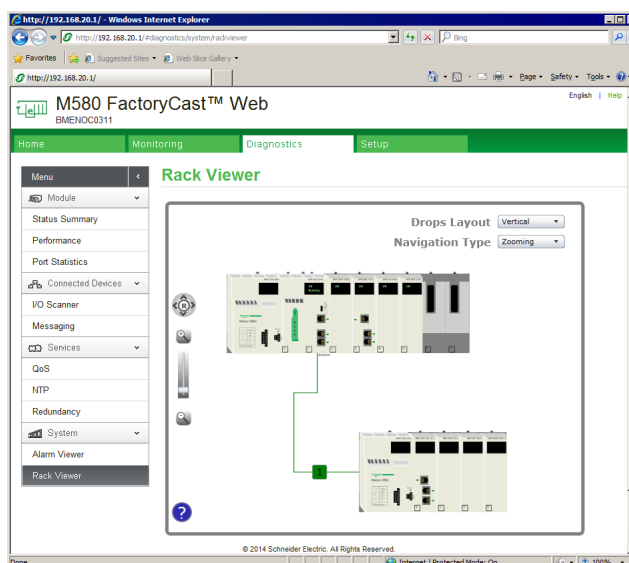 http://192.168.20.1/ - Windows Internet Explorer
http://192.168.20.1/#diagnostics/system/rackviewer
Bing
Favorites Suggested Sites Web Slice Gallery
http://192.168.20.1/
Page Safety Tools
M580 FactoryCast™ Web
BMENOC0311
English | Help
Home Monitoring Diagnostics Setup
Menu
Rack Viewer
Module
Status Summary
Performance
Port Statistics
Connected Devices
I/O Scanner
Messaging
Services
QoS
NTP
Redundancy
System
Alarm Viewer
Rack Viewer
Drops Layout Vertical
Navigation Type Zooming
R
1
?
© 2014 Schneider Electric. All Rights Reserved.
Done Internet | Protected Mode: On 100%